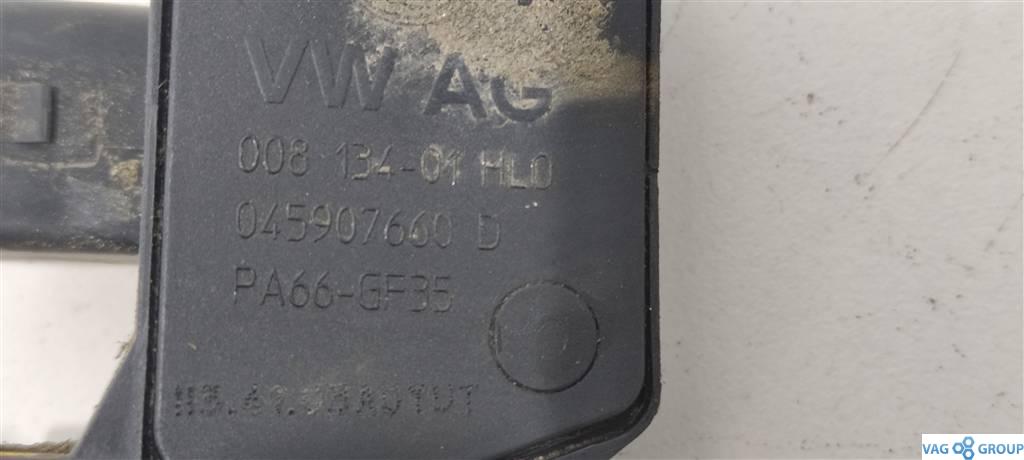 VW AG
008 134-01 HL0
045907660 D
PA66-GF35
VAG GROUP